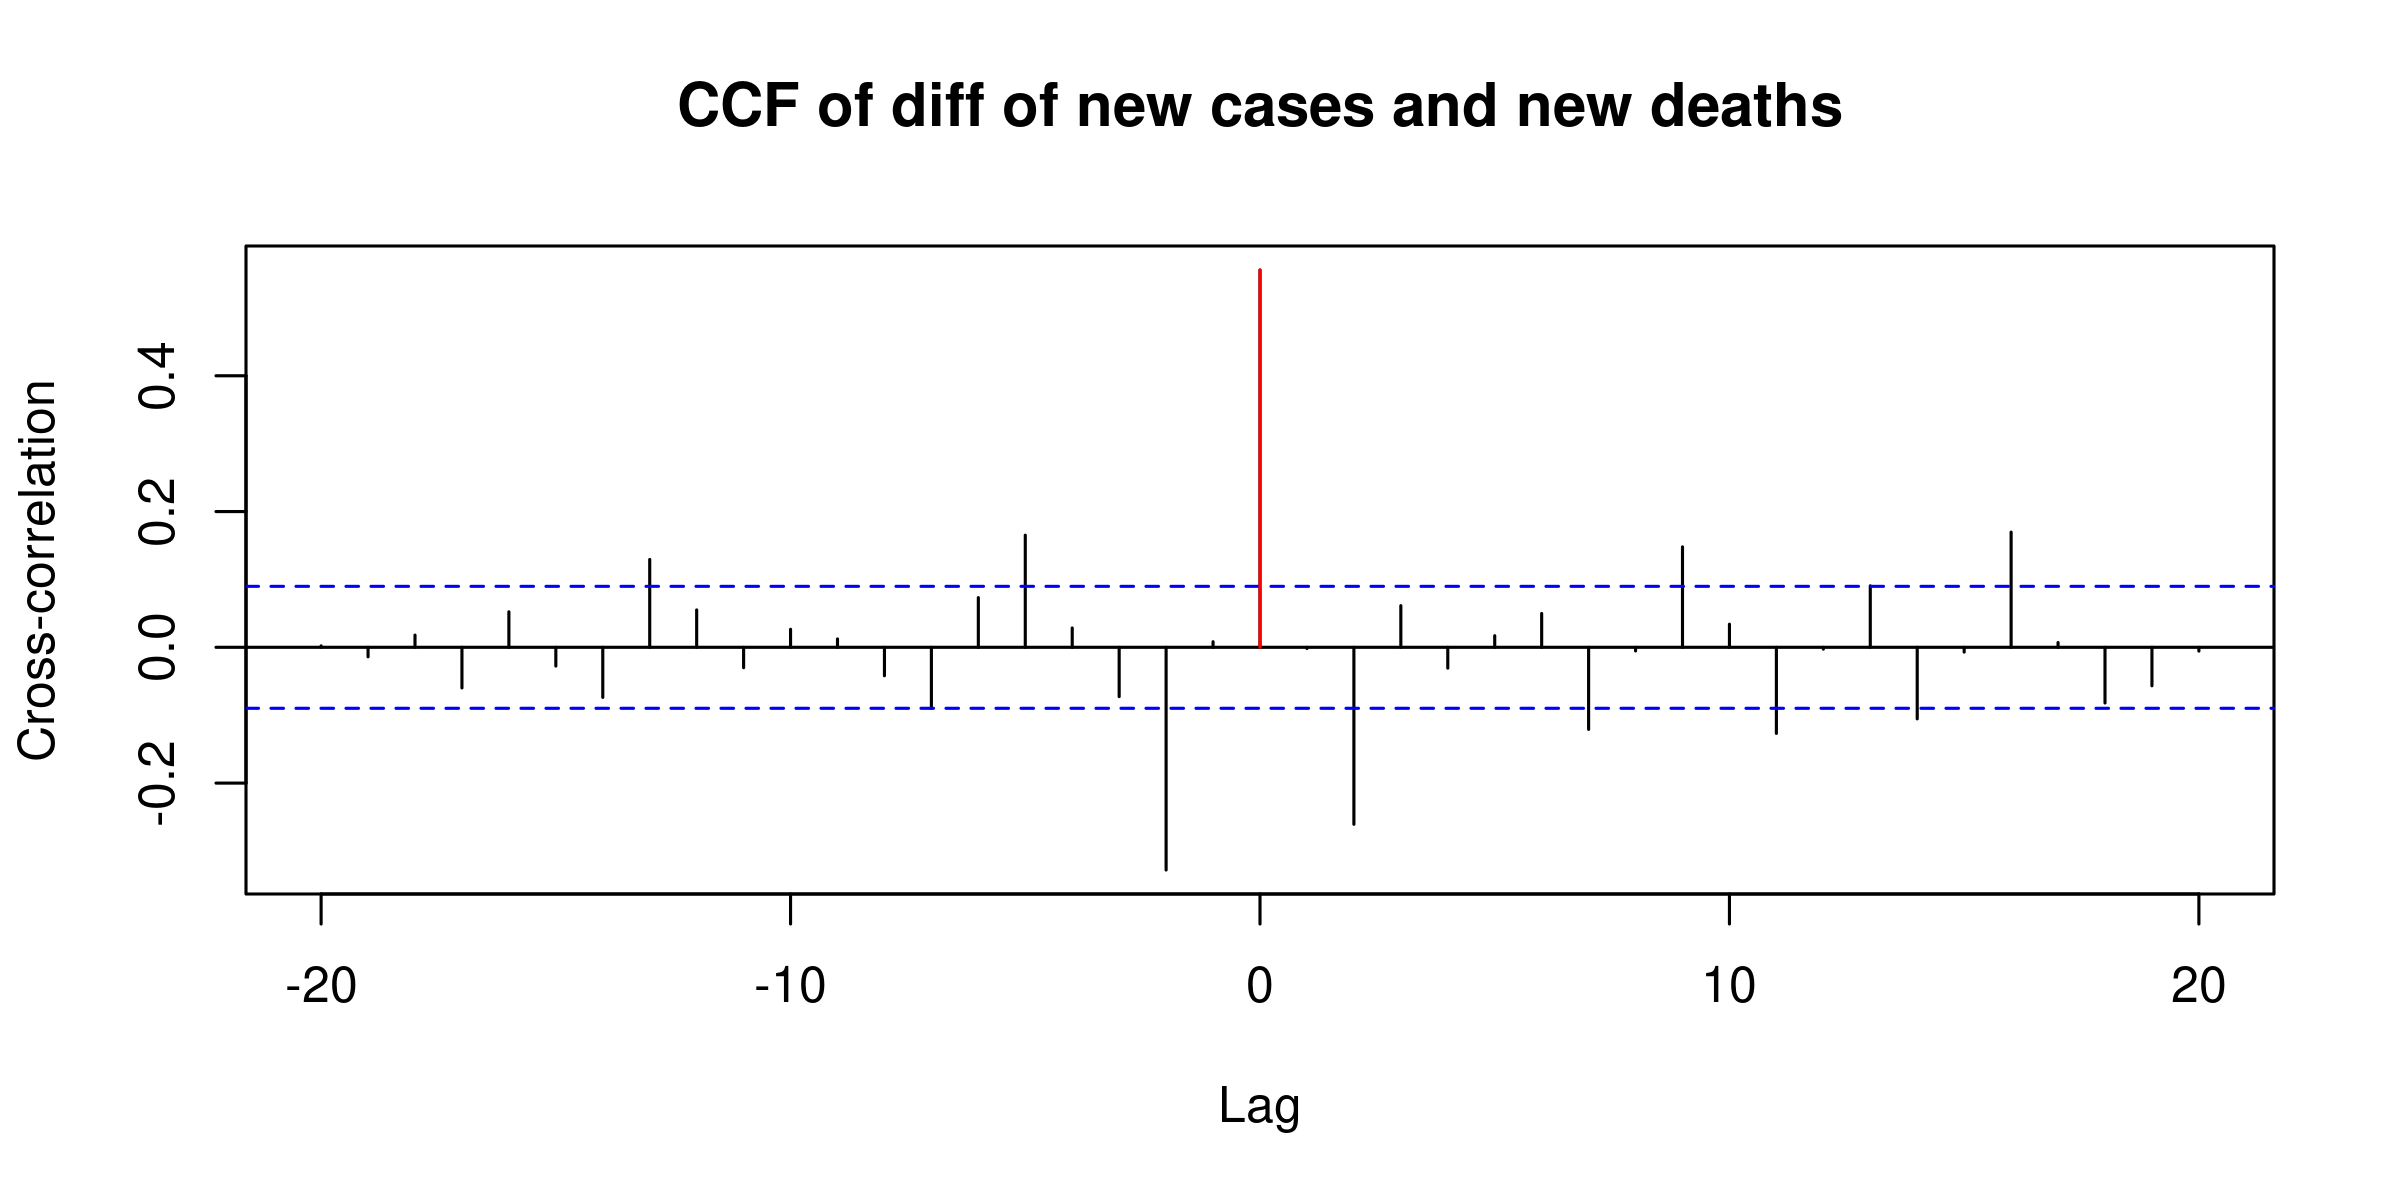 CCF of diff of new cases and new deaths
Cross-correlation
0.4
0.2
0.0
-0.2
-20 -10 0 10 20
Lag